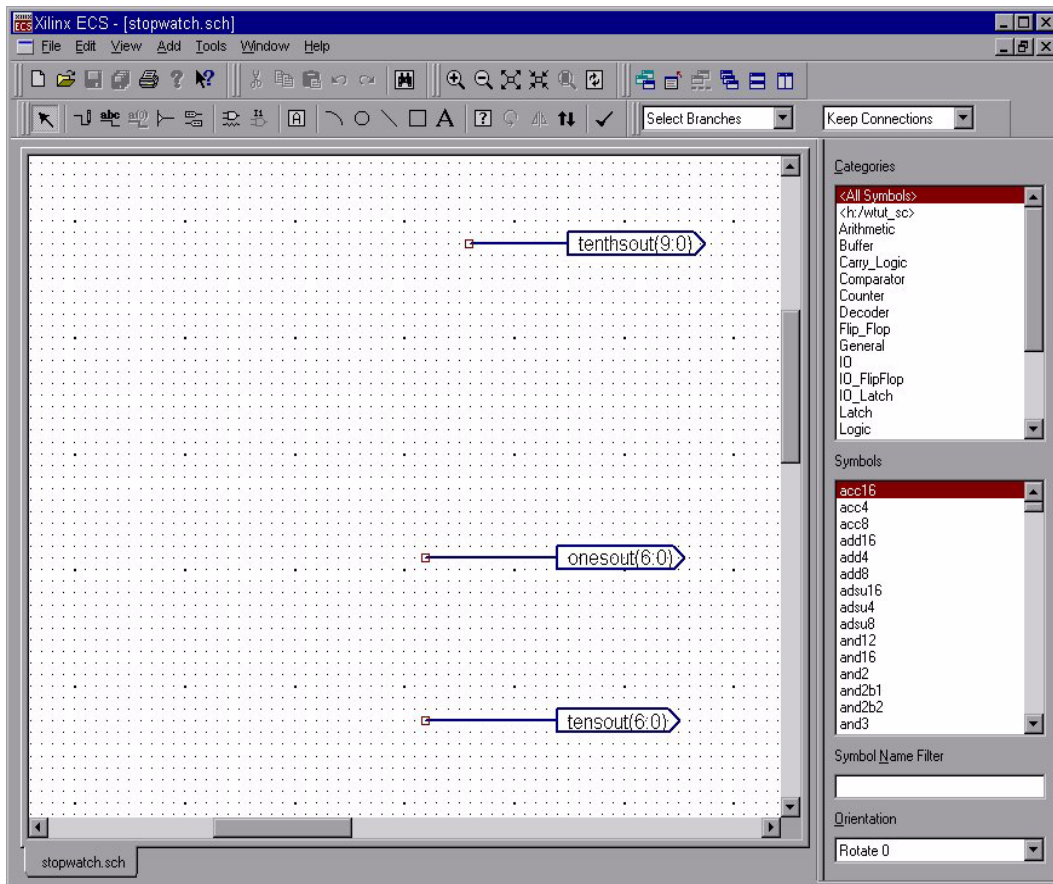 Xilinx ECS - [stopwatch.sch]
File Edit View Add Tools Window Help
Select Branches Keep Connections
tenthsout(9:0)
onesout(6:0)
tensout(6:0)
stopwatch.sch
Categories
<All Symbols>
<h:/wtut_sc>
Arithmetic
Buffer
Carry_Logic
Comparator
Counter
Decoder
Flip_Flop
General
IO
IO_FlipFlop
IO_Latch
Latch
Logic
Symbols
acc16
acc4
acc8
add16
add4
add8
adsu16
adsu4
adsu8
and12
and16
and2
and2b1
and2b2
and3
Symbol Name Filter
Orientation
Rotate 0